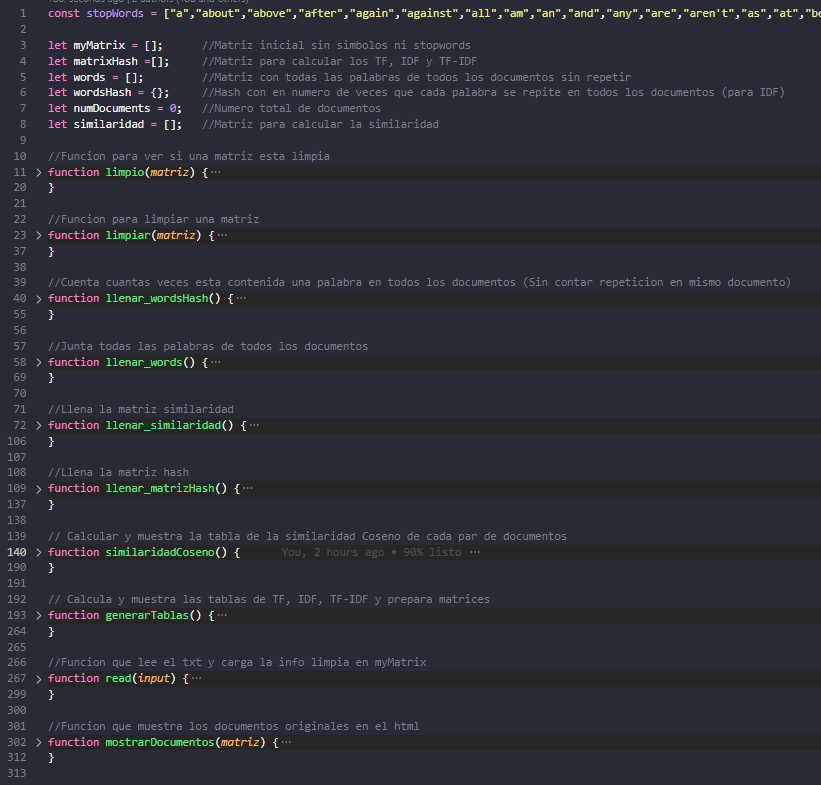 You, seconds ago | 2 authors (You and others)
1 const stopWords = ["a","about","above","after","again","against","all","am","an","and","any","are","aren't","as","at","be
2
3 let myMatrix = []; //Matriz inicial sin simbolos ni stopwords
4 let matrixHash =[]; //Matriz para calcular los TF, IDF y TF-IDF
5 let words = []; //Matriz con todas las palabras de todos los documentos sin repetir
6 let wordsHash = {}; //Hash con en numero de veces que cada palabra se repite en todos los documentos (para IDF)
7 let numDocuments = 0; //Numero total de documentos
8 let similaridad = []; //Matriz para calcular la similaridad
9
10 //Funcion para ver si una matriz esta limpia
11 > function limpio(matriz) {···
20 }
21
22 //Funcion para limpiar una matriz
23 > function limpiar(matriz) {···
37 }
38
39 //Cuenta cuantas veces esta contenida una palabra en todos los documentos (Sin contar repeticion en mismo documento)
40 > function llenar_wordsHash() {···
55 }
56
57 //Junta todas las palabras de todos los documentos
58 > function llenar_words() {···
69 }
70
71 //Llena la matriz similaridad
72 > function llenar_similaridad() {···
106 }
107
108 //Llena la matriz hash
109 > function llenar_matrizHash() {···
137 }
138
139 // Calcular y muestra la tabla de la similaridad Coseno de cada par de documentos
140 > function similaridadCoseno() { You, 2 hours ago • 90% listo ···
190 }
191
192 // Calcula y muestra las tablas de TF, IDF, TF-IDF y prepara matrices
193 > function generarTablas() {···
264 }
265
266 //Funcion que lee el txt y carga la info limpia en myMatrix
267 > function read(input) {···
299 }
300
301 //Funcion que muestra los documentos originales en el html
302 > function mostrarDocumentos(matriz) {···
312 }
313